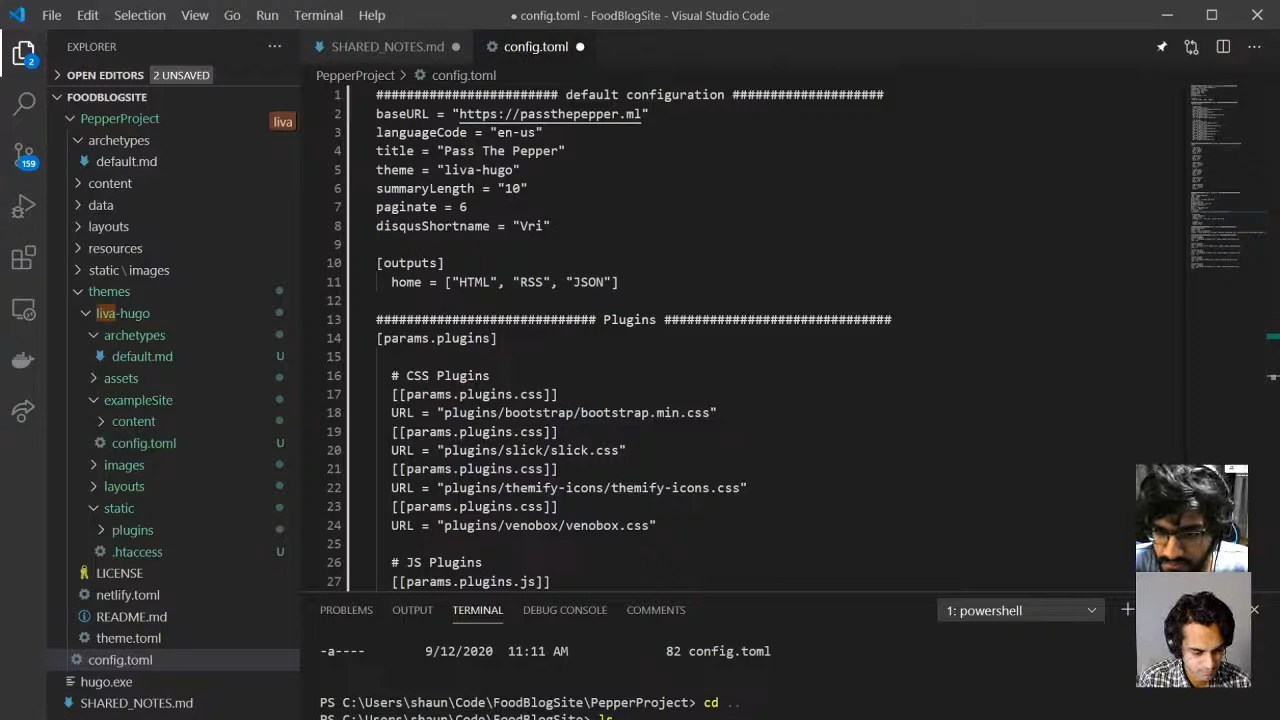 File Edit Selection View Go Run Terminal Help
● config.toml - FoodBlogSite - Visual Studio Code
EXPLORER
2
OPEN EDITORS 2 UNSAVED
FOODBLOGSITE
PepperProject
liva
archetypes
default.md
159
content
data
layouts
resources
static \ images
themes
liva-hugo
archetypes
default.md U
assets
exampleSite
content
config.toml U
images
layouts
static
plugins
.htaccess U
LICENSE
netlify.toml
README.md
theme.toml
config.toml
hugo.exe
SHARED_NOTES.md
SHARED_NOTES.md ● config.toml ●
PepperProject > config.toml
1 ######################## default configuration ####################
2 baseURL = "https://passthepepper.ml"
3 languageCode = "en-us"
4 title = "Pass The Pepper"
5 theme = "liva-hugo"
6 summaryLength = "10"
7 paginate = 6
8 disqusShortname = "Vri"
9
10 [outputs]
11 home = ["HTML", "RSS", "JSON"]
12
13 ############################# Plugins ##############################
14 [params.plugins]
15
16 # CSS Plugins
17 [[params.plugins.css]]
18 URL = "plugins/bootstrap/bootstrap.min.css"
19 [[params.plugins.css]]
20 URL = "plugins/slick/slick.css"
21 [[params.plugins.css]]
22 URL = "plugins/themify-icons/themify-icons.css"
23 [[params.plugins.css]]
24 URL = "plugins/venobox/venobox.css"
25
26 # JS Plugins
27 [[params.plugins.js]]
PROBLEMS OUTPUT TERMINAL DEBUG CONSOLE COMMENTS 1: powershell
-a---- 9/12/2020 11:11 AM 82 config.toml
PS C:\Users\shaun\Code\FoodBlogSite\PepperProject> cd ..
PS C:\Users\shaun\Code\FoodBlogSite> ls